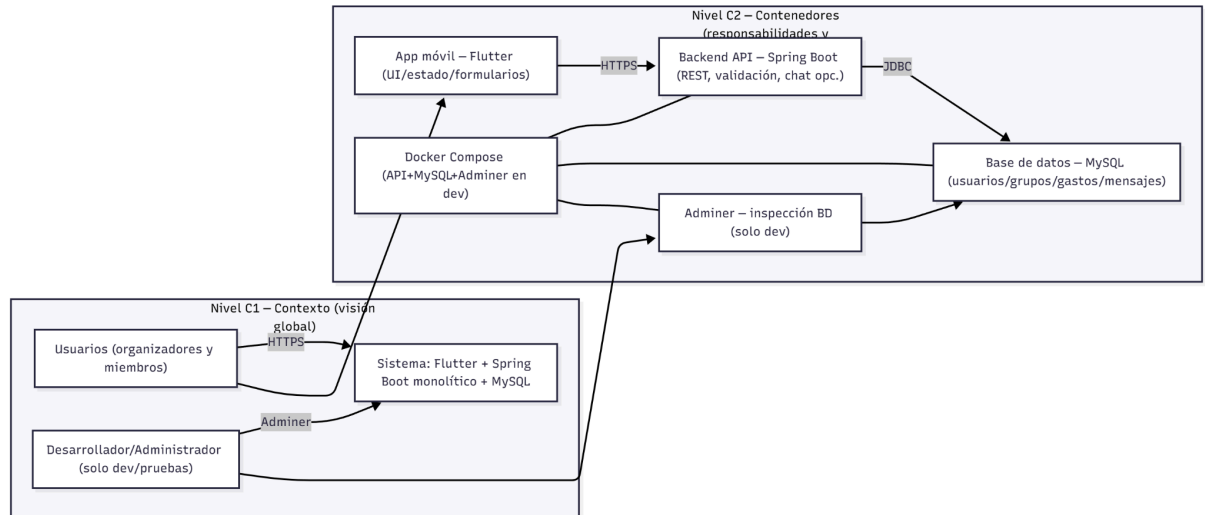 Nivel C2 – Contenedores
(responsabilidades y
App móvil – Flutter
(UI/estado/formularios)
HTTPS
Backend API – Spring Boot
(REST, validación, chat opc.)
JDBC
Docker Compose
(API+MySQL+Adminer en
dev)
Base de datos – MySQL
(usuarios/grupos/gastos/mensajes)
Adminer – inspección BD
(solo dev)
Nivel C1 – Contexto (visión
global)
Usuarios (organizadores y
miembros)
HTTPS
Sistema: Flutter + Spring
Boot monolítico + MySQL
Adminer
Desarrollador/Administrador
(solo dev/pruebas)